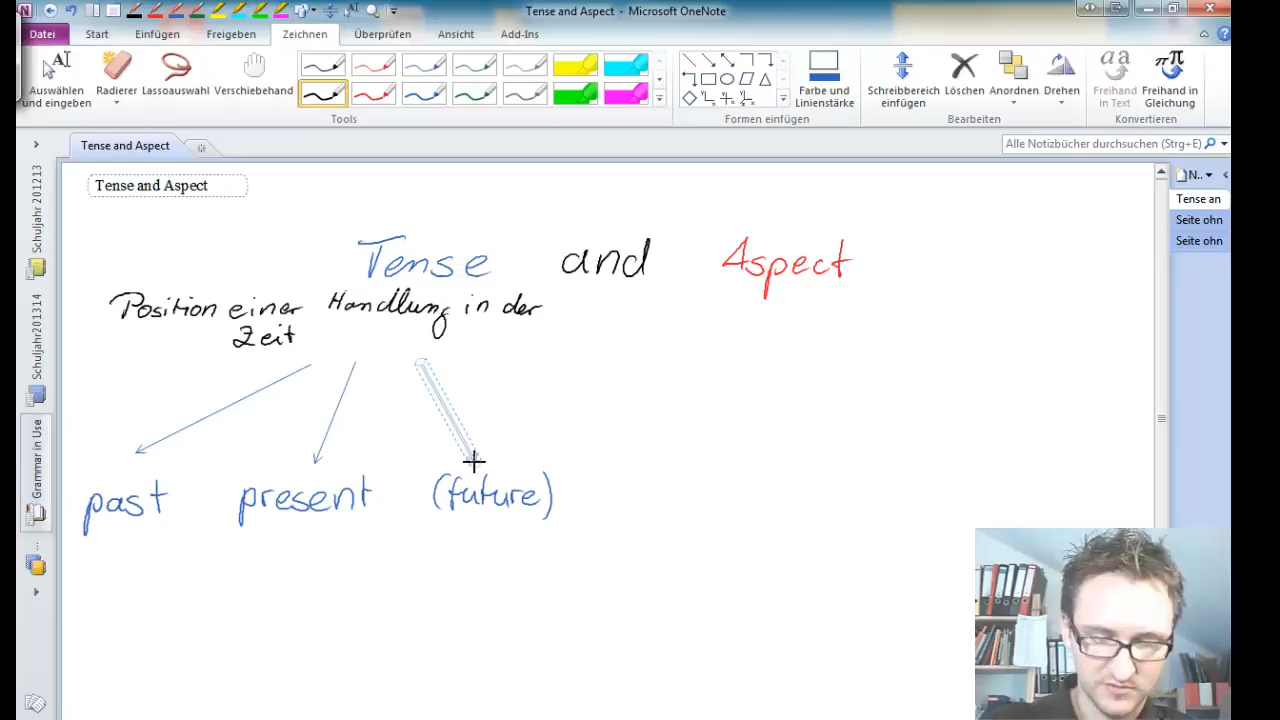 Tense and Aspect - Microsoft OneNote
Datei Start Einfügen Freigeben Zeichnen Überprüfen Ansicht Add-Ins
Auswählen und eingeben
Radierer
Lassoauswahl
Verschiebehand
Farbe und Linienstärke
Schreibbereich einfügen
Löschen
Anordnen
Drehen
Freihand in Text
Freihand in Gleichung
Tools
Formen einfügen
Bearbeiten
Konvertieren
Tense and Aspect
Alle Notizbücher durchsuchen (Strg+E)
N..
Tense an
Seite ohn
Seite ohn
Schuljahr 201213
Schuljahr201314
Grammar in Use
Tense and Aspect
Tense and Aspect
Position einer Handlung in der
Zeit
past present (future)